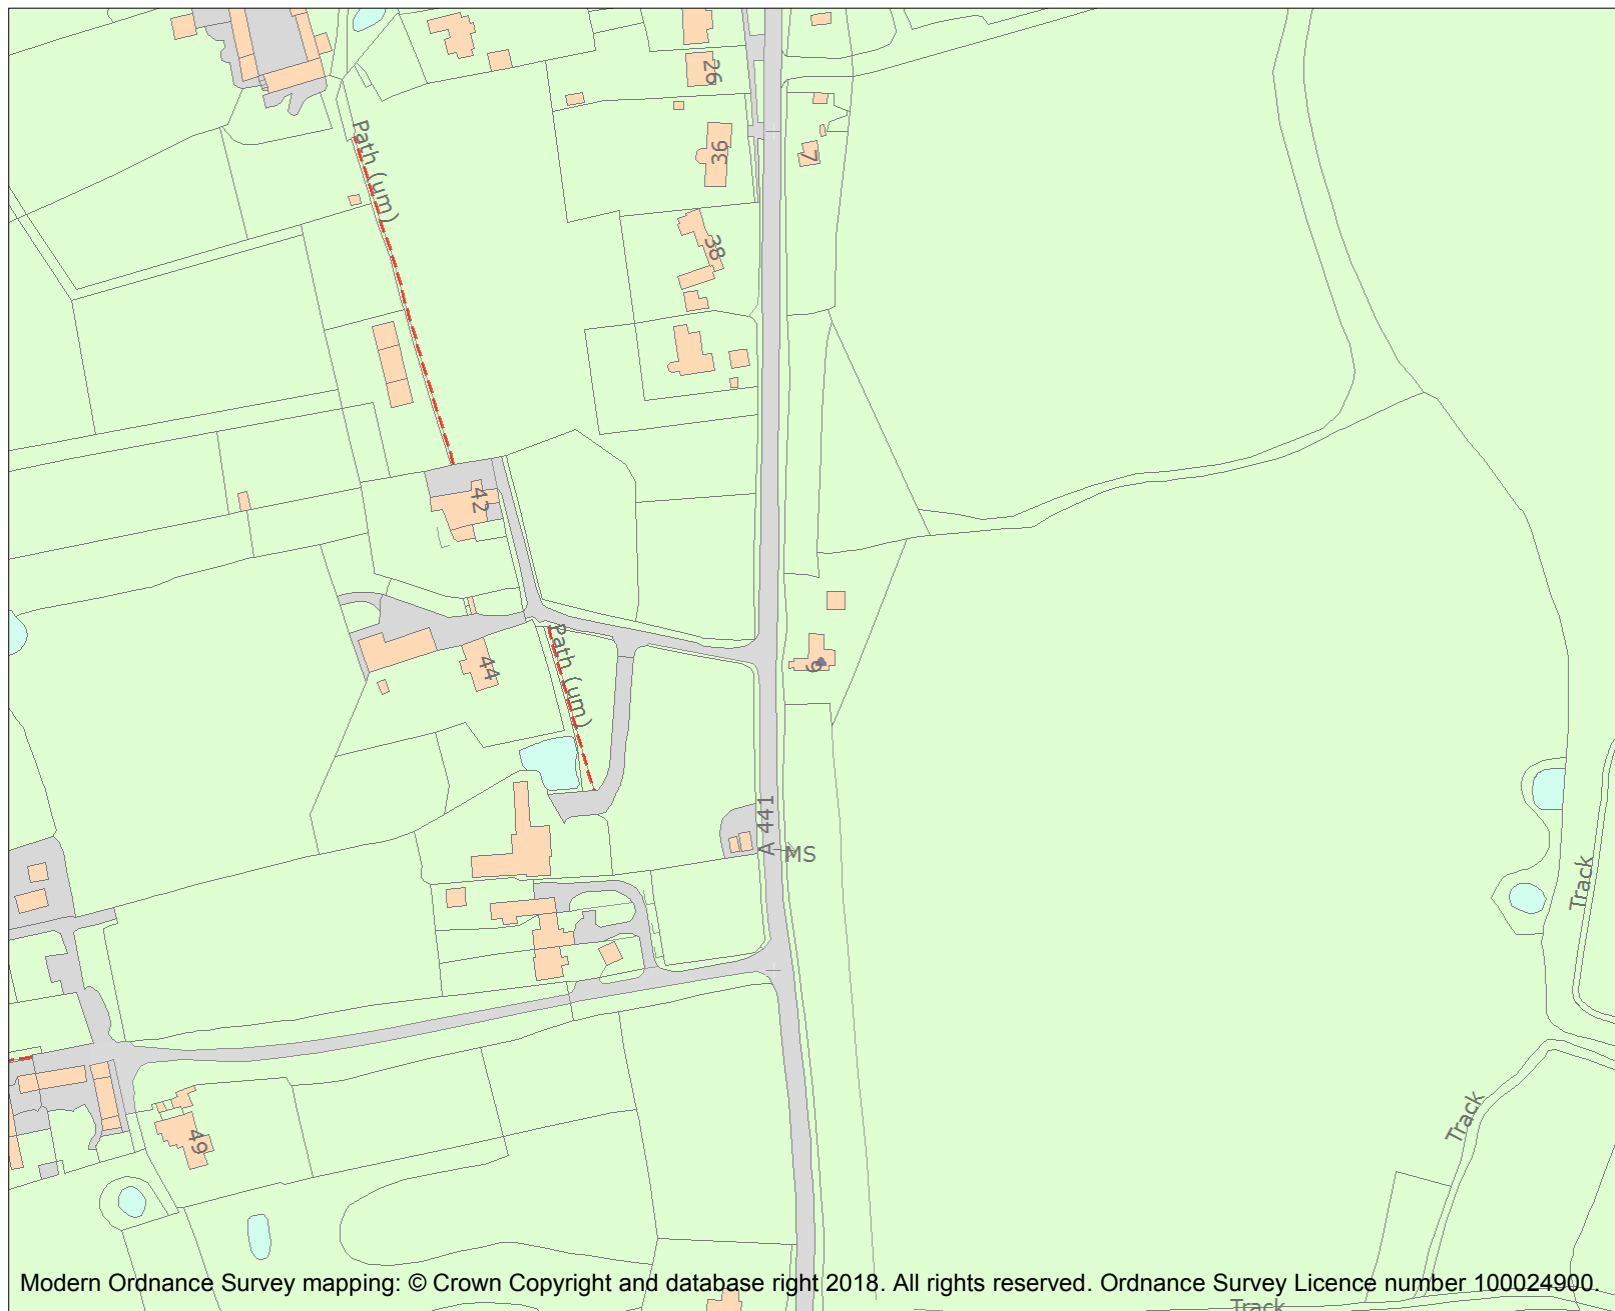 26
Path (um)
36
7
38
42
Path (um)
44
9
A 441
MS
Track
Track
49
Modern Ordnance Survey mapping: © Crown Copyright and database right 2018. All rights reserved. Ordnance Survey Licence number 100024900.
Track